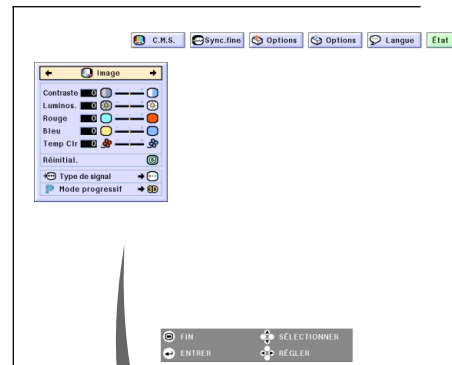 C.M.S. Sync.fine Options Options Langue État
Image
Contraste 0
Luminos. 0
Rouge 0
Bleu 0
Temp Clr 0
Réinitial.
Type de signal
P Mode progressif 3D
FIN SÉLECTIONNER
ENTRER RÉGLER